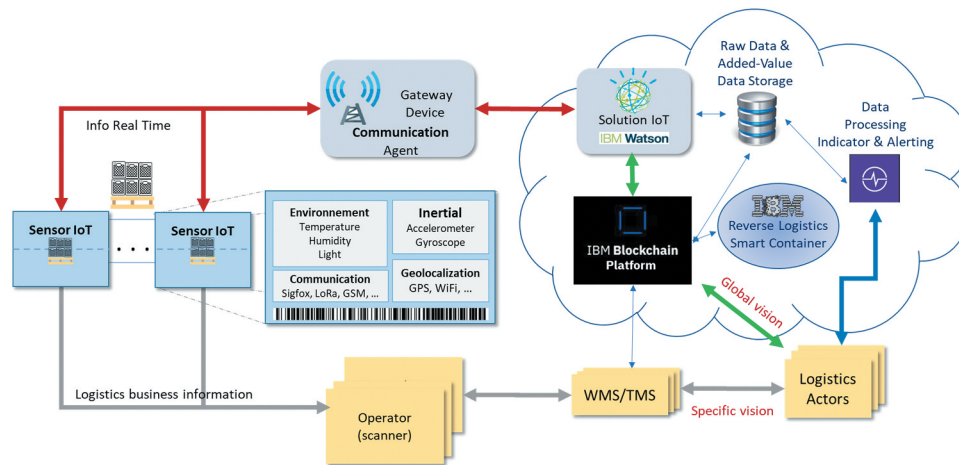 Info Real Time
Gateway
Device
Communication
Agent
Solution IoT
IBM Watson
Raw Data &
Added-Value
Data Storage
Data
Processing
Indicator & Alerting
Sensor IoT
. . .
Sensor IoT
Environnement
Temperature
Humidity
Light
Inertial
Accelerometer
Gyroscope
Communication
Sigfox, LoRa, GSM, ...
Geolocalization
GPS, WiFi, ...
IBM Blockchain
Platform
IBM
Reverse Logistics
Smart Container
Global vision
Logistics business information
Operator
(scanner)
WMS/TMS
Specific vision
Logistics
Actors